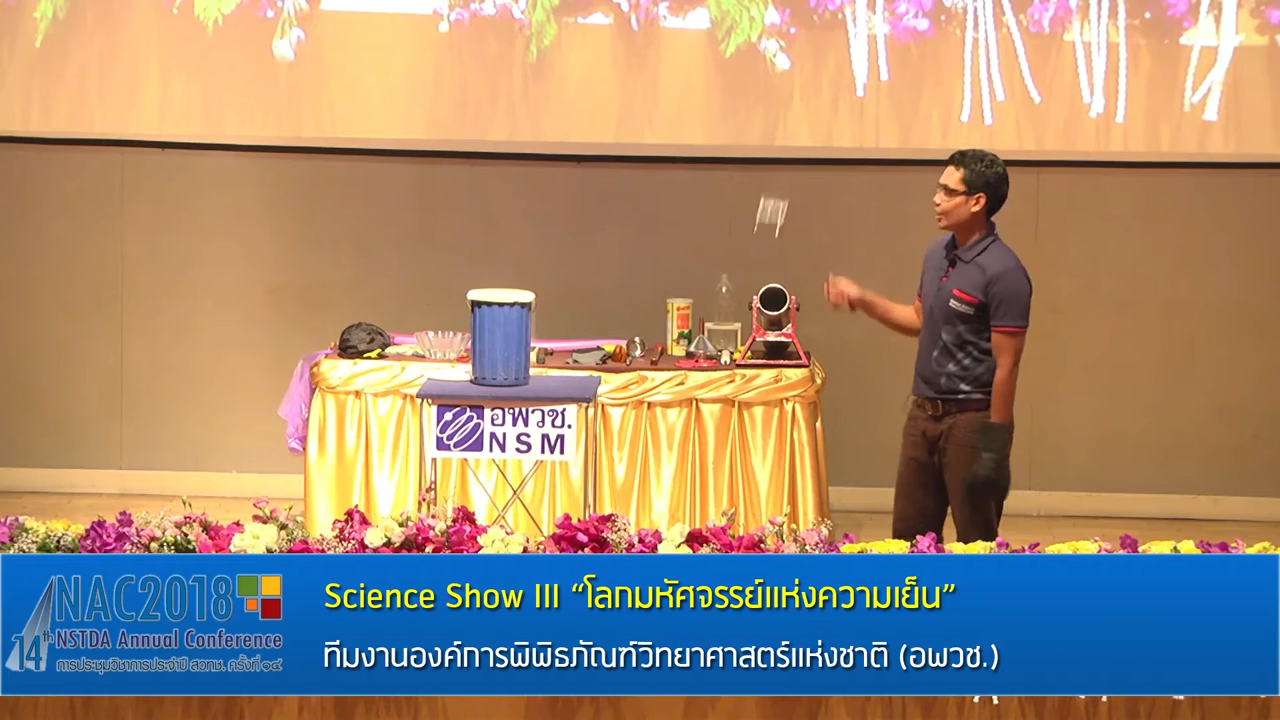 อพวช.
NSM
NAC2018
14th NSTDA Annual Conference
การประชุมวิชาการประจำปี สวทช. ครั้งที่ ๑๔
Science Show III “โลกมหัศจรรย์แห่งความเย็น”
ทีมงานองค์การพิพิธภัณฑ์วิทยาศาสตร์แห่งชาติ (อพวช.)